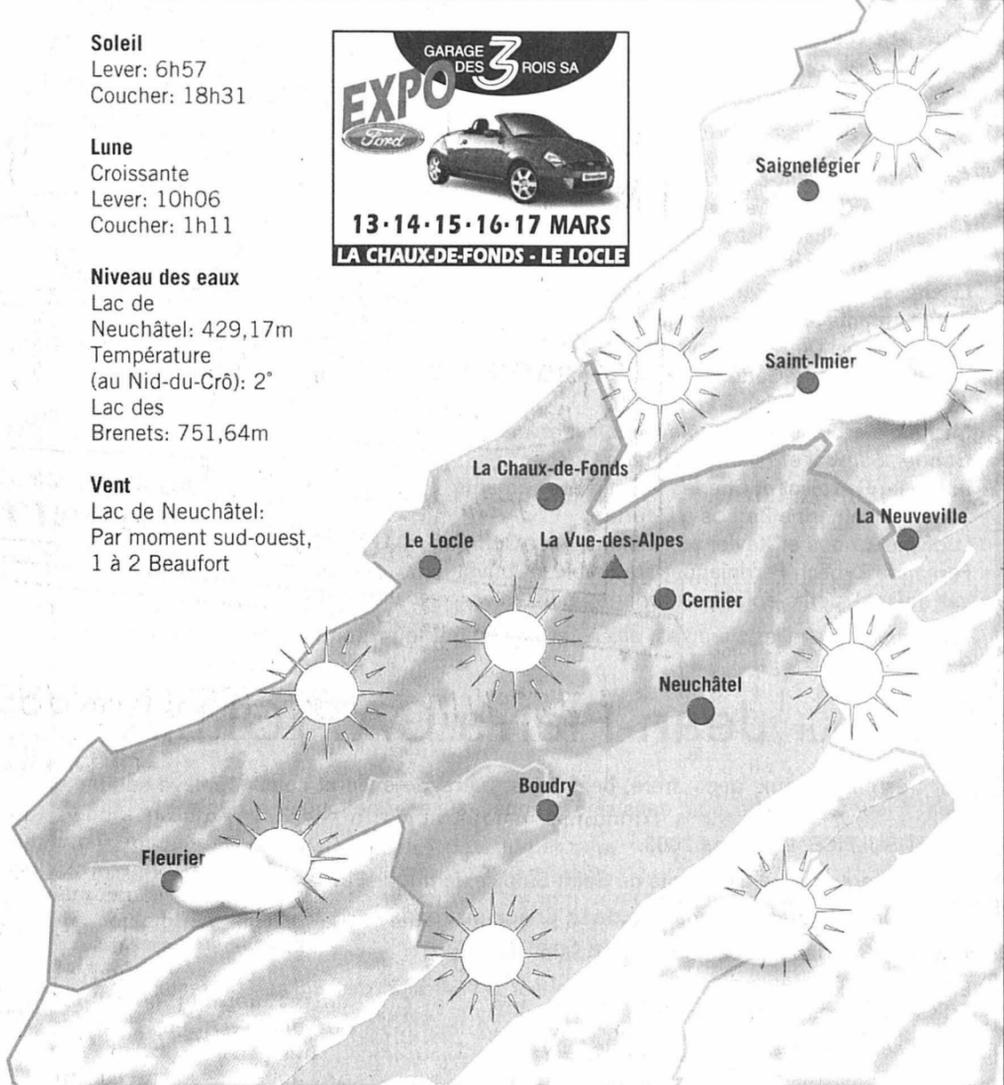 Soleil
Lever: 6h57
Coucher: 18h31
Lune
Croissante
Lever: 10h06
Coucher: 1h11
Niveau des eaux
Lac de
Neuchâtel: 429,17m
Température
(au Nid-du-Crô): 2°
Lac des
Brenets: 751,64m
Vent
Lac de Neuchâtel:
Par moment sud-ouest,
1 à 2 Beaufort
GARAGE
DES 3 ROIS SA
EXPO
Ford
13•14•15•16•17 MARS
LA CHAUX-DE-FONDS - LE LOCLE
Saignelégier
Saint-Imier
La Chaux-de-Fonds
La Neuveville
Le Locle
La Vue-des-Alpes
Cernier
Neuchâtel
Boudry
Fleurier